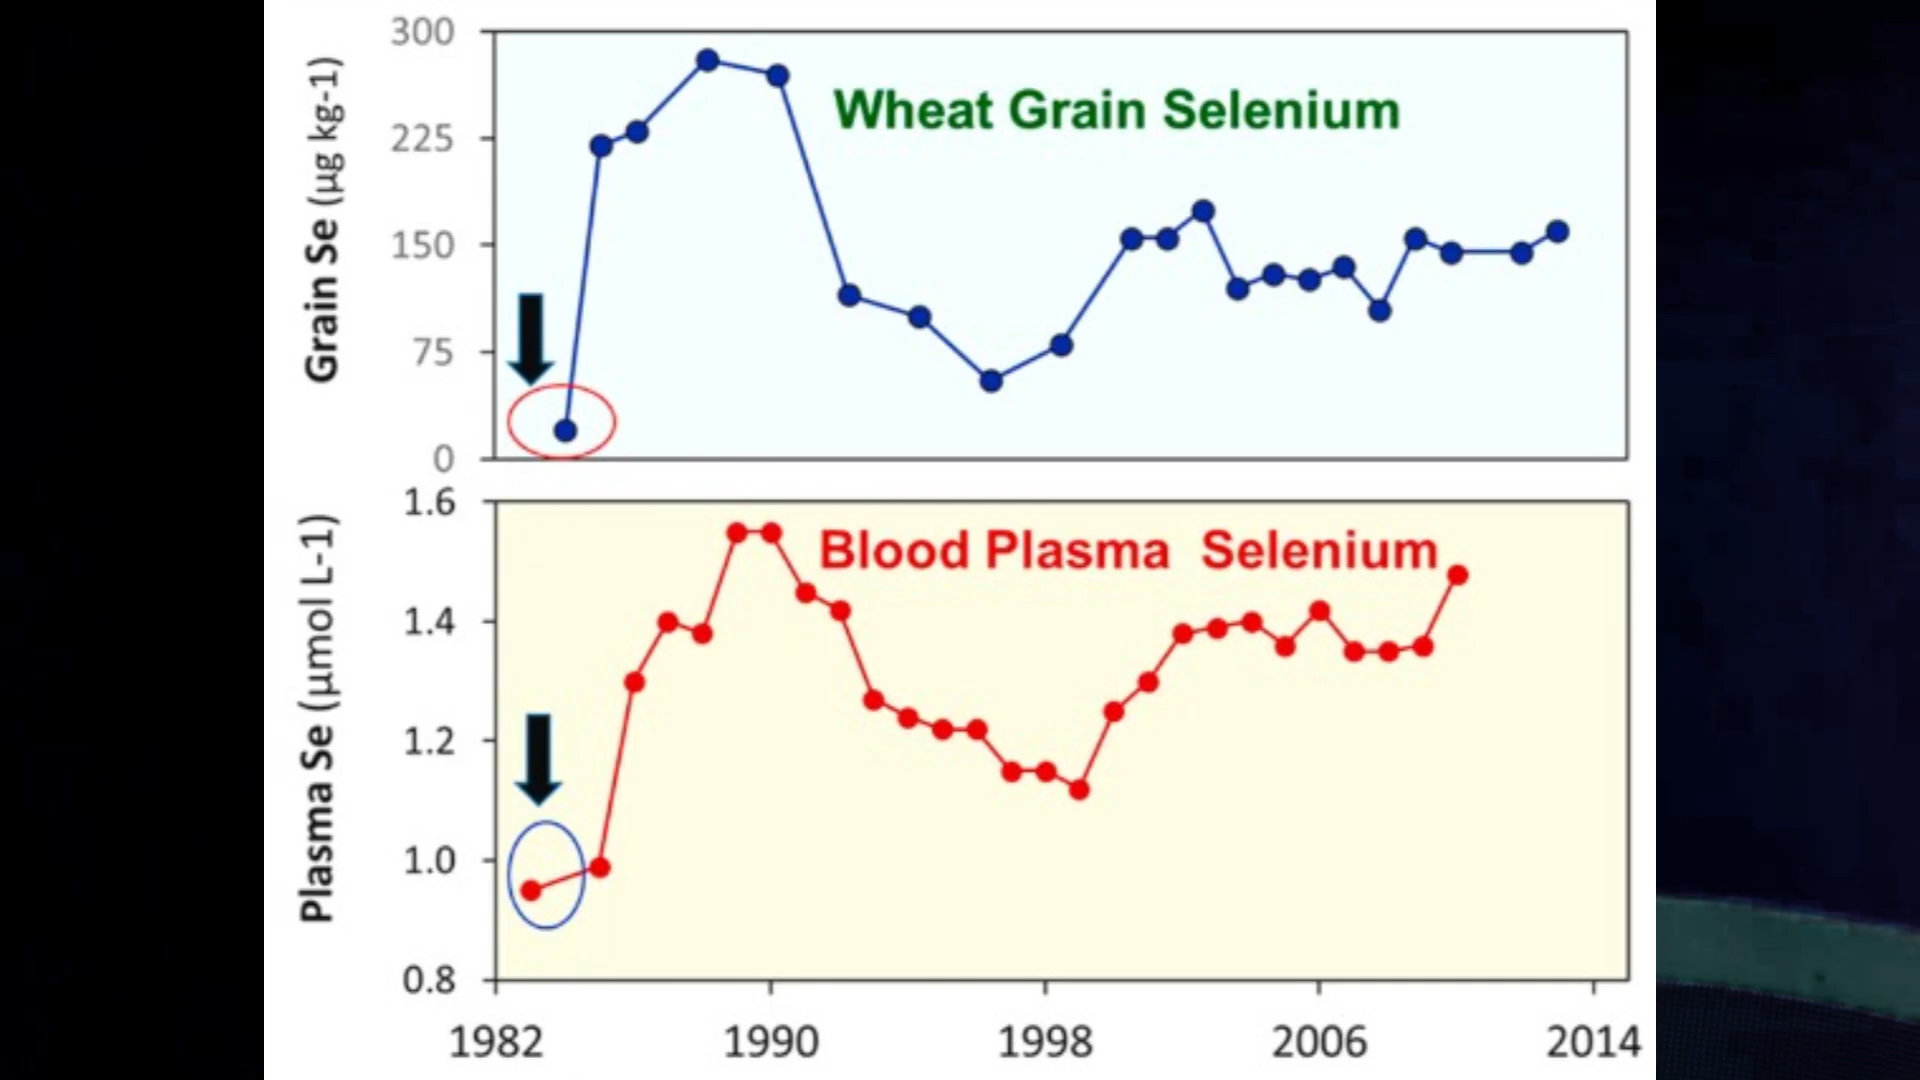 300
225
150
75
0
Grain Se (µg kg-1)
Wheat Grain Selenium
1.6
1.4
1.2
1.0
0.8
Plasma Se (µmol L-1)
Blood Plasma  Selenium
1982 1990 1998 2006 2014